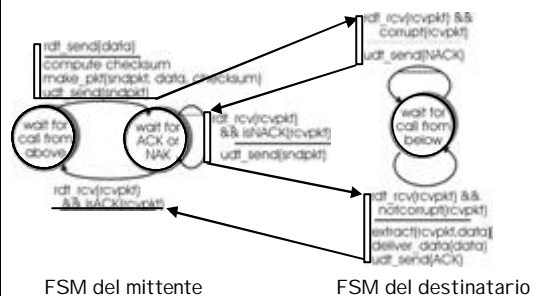 rdt_send(data)
compute checksum
make_pkt(sndpkt, data, checksum)
udt_send(sndpkt)
wait for
call from
above
wait for
ACK or
NAK
rdt_rcv(rcvpkt)
&& isNACK(rcvpkt)
udt_send(sndpkt)
rdt_rcv(rcvpkt)
&& isACK(rcvpkt)
rdt_rcv(rcvpkt) &&
corrupt(rcvpkt)
udt_send(NACK)
wait for
call from
below
rdt_rcv(rcvpkt) &&
notcorrupt(rcvpkt)
extract(rcvpkt,data)
deliver_data(data)
udt_send(ACK)
FSM del mittente
FSM del destinatario